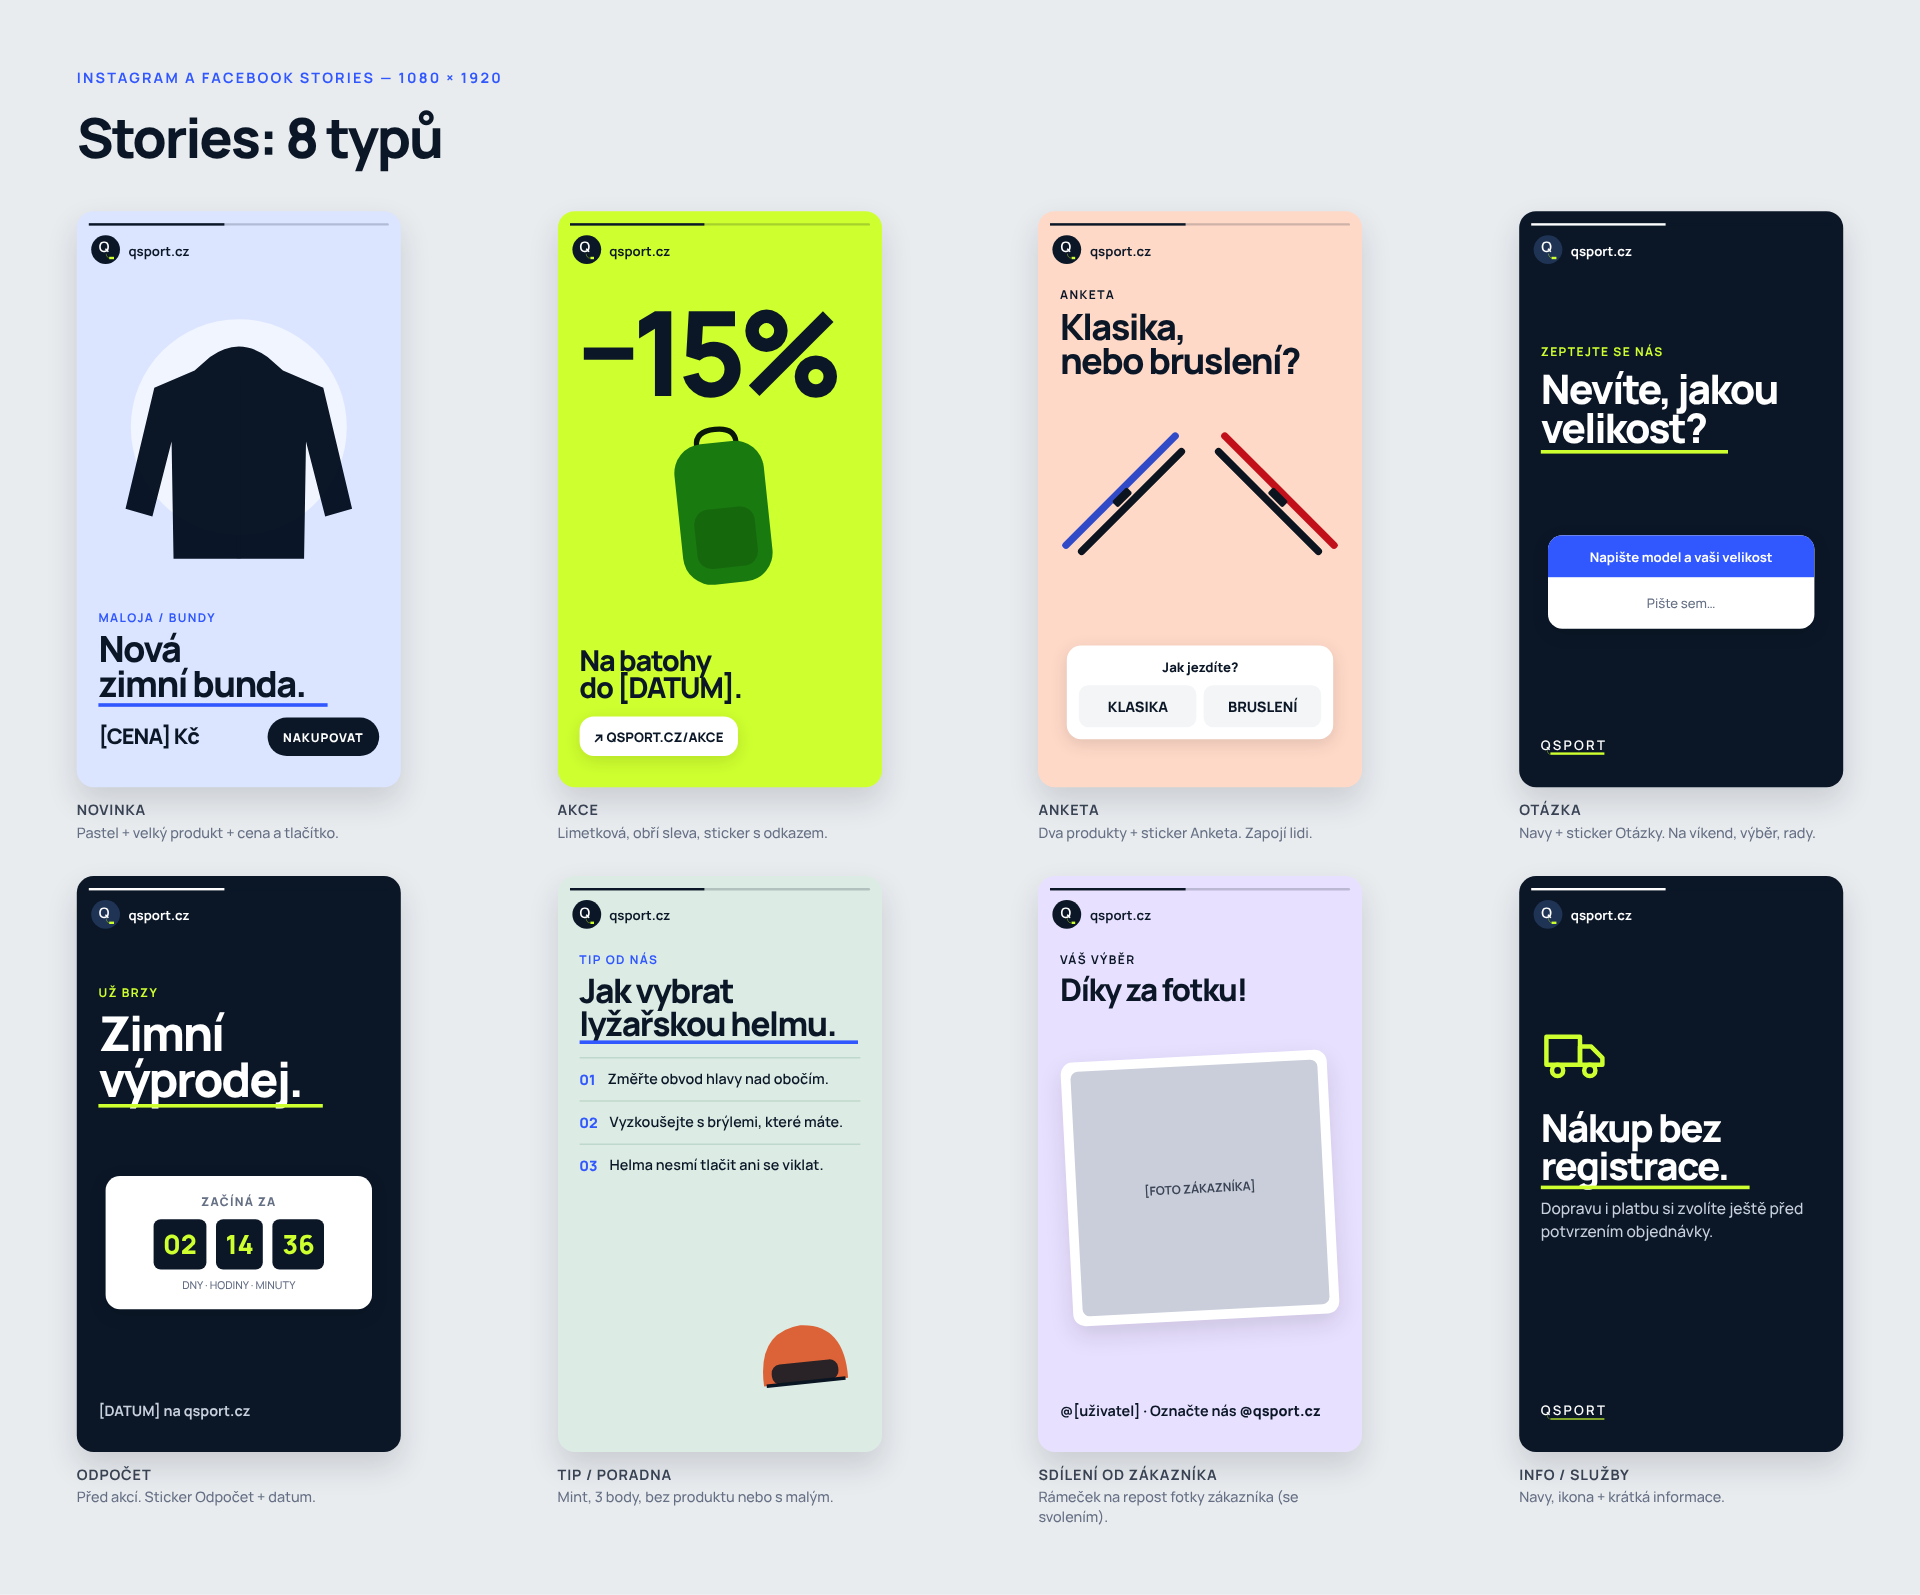 INSTAGRAM A FACEBOOK STORIES — 1080 × 1920
Stories: 8 typů
Q qsport.cz
MALOJA / BUNDY
Nová
zimní bunda.
[CENA] Kč
NAKUPOVAT
NOVINKA
Pastel + velký produkt + cena a tlačítko.
Q qsport.cz
−15%
Na batohy
do [DATUM].
↗ QSPORT.CZ/AKCE
AKCE
Limetková, obří sleva, sticker s odkazem.
Q qsport.cz
ANKETA
Klasika,
nebo bruslení?
Jak jezdíte?
KLASIKA
BRUSLENÍ
ANKETA
Dva produkty + sticker Anketa. Zapojí lidi.
Q qsport.cz
ZEPTEJTE SE NÁS
Nevíte, jakou
velikost?
Napište model a vaši velikost
Pište sem...
QSPORT
OTÁZKA
Navy + sticker Otázky. Na víkend, výběr, rady.
Q qsport.cz
UŽ BRZY
Zimní
výprodej.
ZAČÍNÁ ZA
02 14 36
DNY · HODINY · MINUTY
[DATUM] na qsport.cz
ODPOČET
Před akcí. Sticker Odpočet + datum.
Q qsport.cz
TIP OD NÁS
Jak vybrat
lyžařskou helmu.
01 Změřte obvod hlavy nad obočím.
02 Vyzkoušejte s brýlemi, které máte.
03 Helma nesmí tlačit ani se viklat.
TIP / PORADNA
Mint, 3 body, bez produktu nebo s malým.
Q qsport.cz
VÁŠ VÝBĚR
Díky za fotku!
[FOTO ZÁKAZNÍKA]
@[uživatel] · Označte nás @qsport.cz
SDÍLENÍ OD ZÁKAZNÍKA
Rámeček na repost fotky zákazníka (se
svolením).
Q qsport.cz
Nákup bez
registrace.
Dopravu i platbu si zvolíte ještě před
potvrzením objednávky.
QSPORT
INFO / SLUŽBY
Navy, ikona + krátká informace.